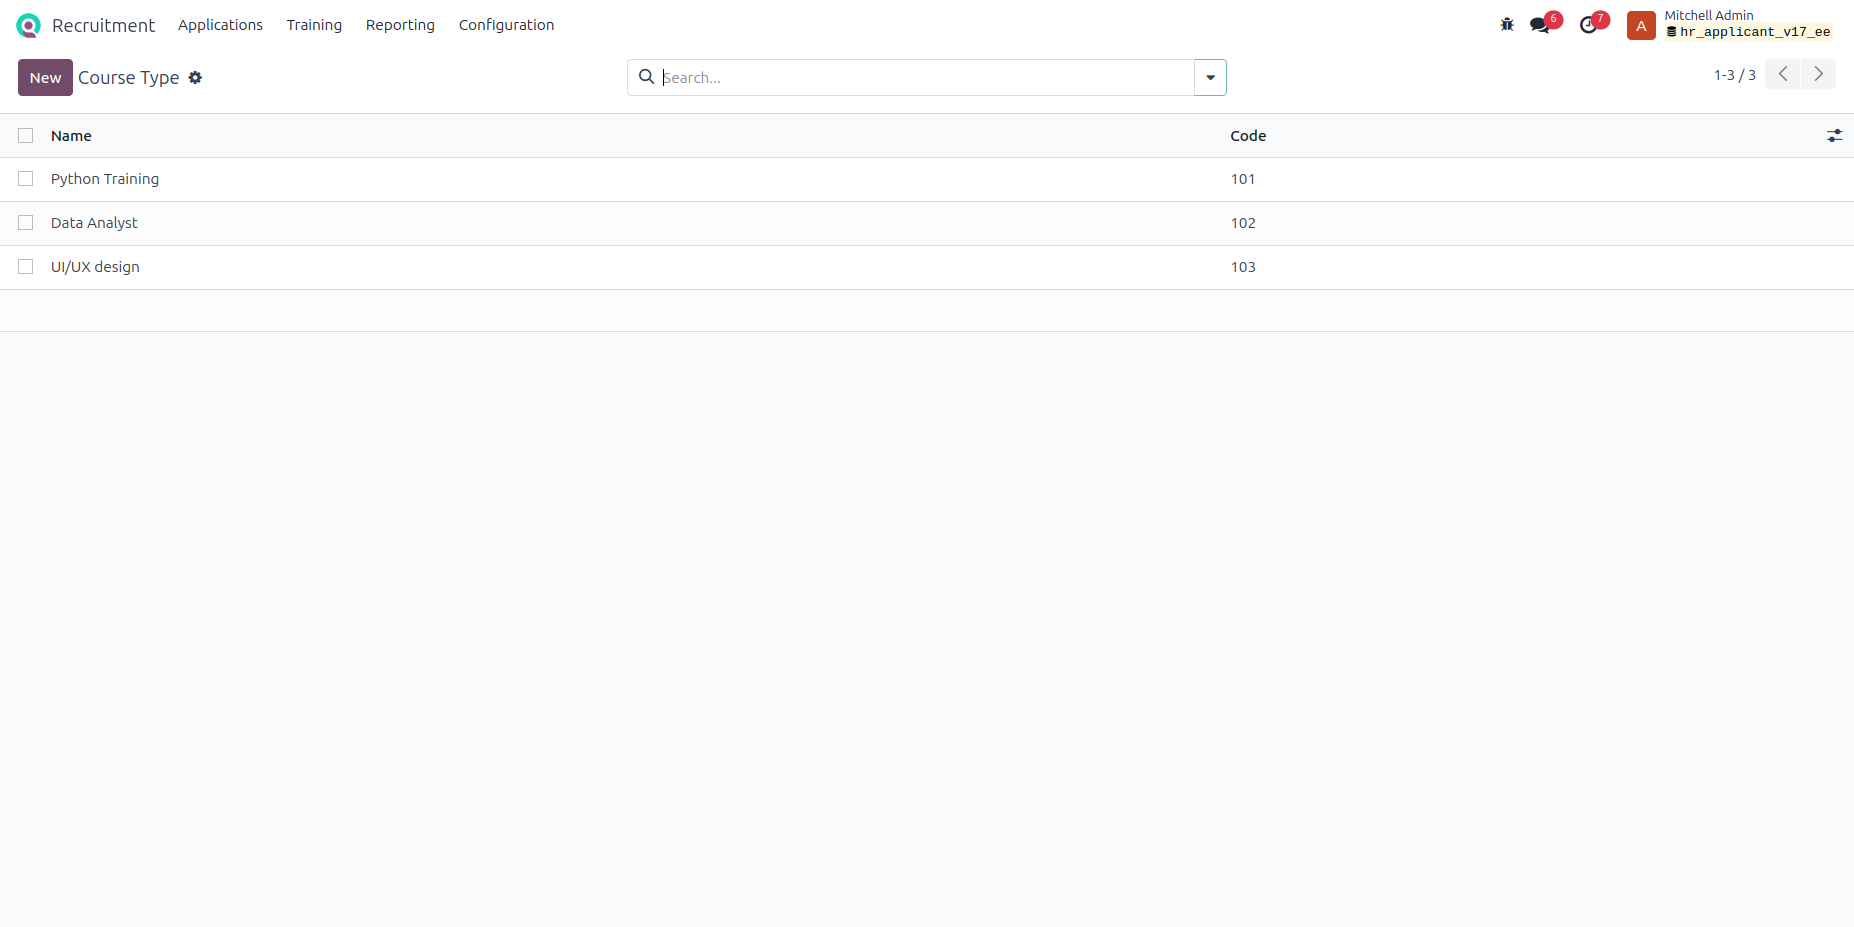 Recruitment Applications Training Reporting Configuration 6 7 A Mitchell Admin
hr_applicant_v17_ee
New Course Type Search... 1-3 / 3
Name Code
Python Training 101
Data Analyst 102
UI/UX design 103